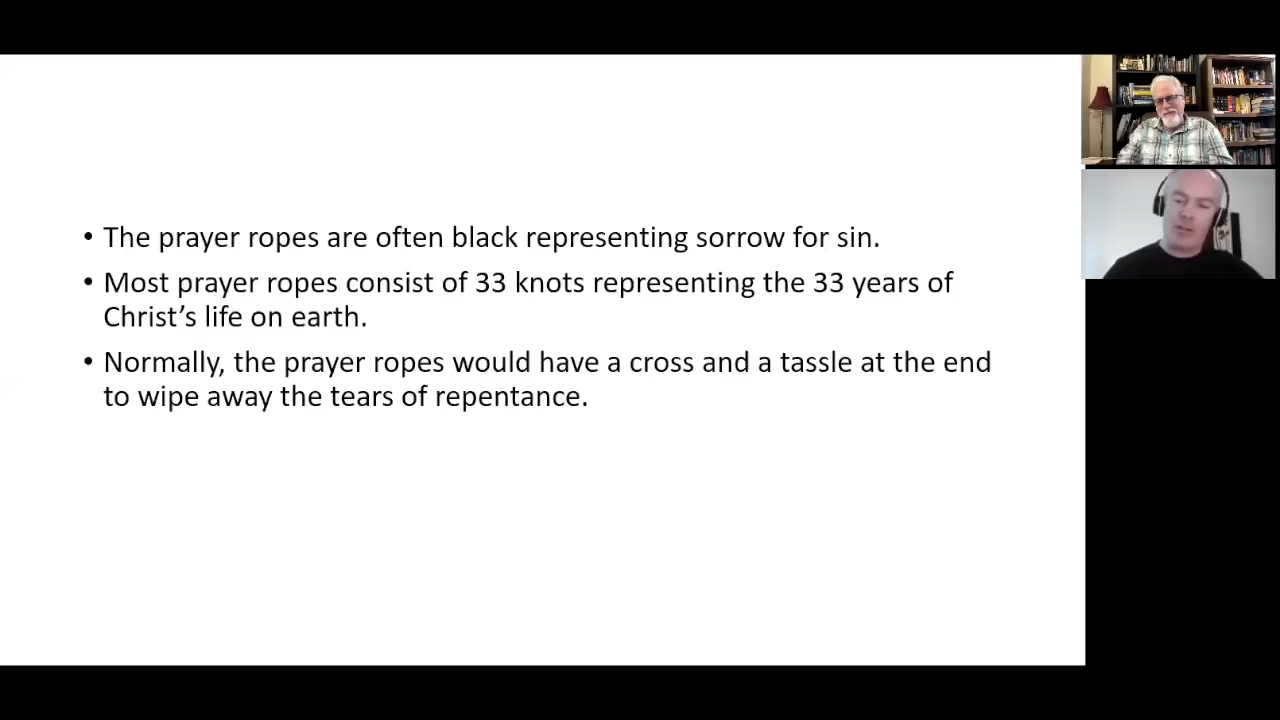 • The prayer ropes are often black representing sorrow for sin.
• Most prayer ropes consist of 33 knots representing the 33 years of
Christ’s life on earth.
• Normally, the prayer ropes would have a cross and a tassle at the end
to wipe away the tears of repentance.